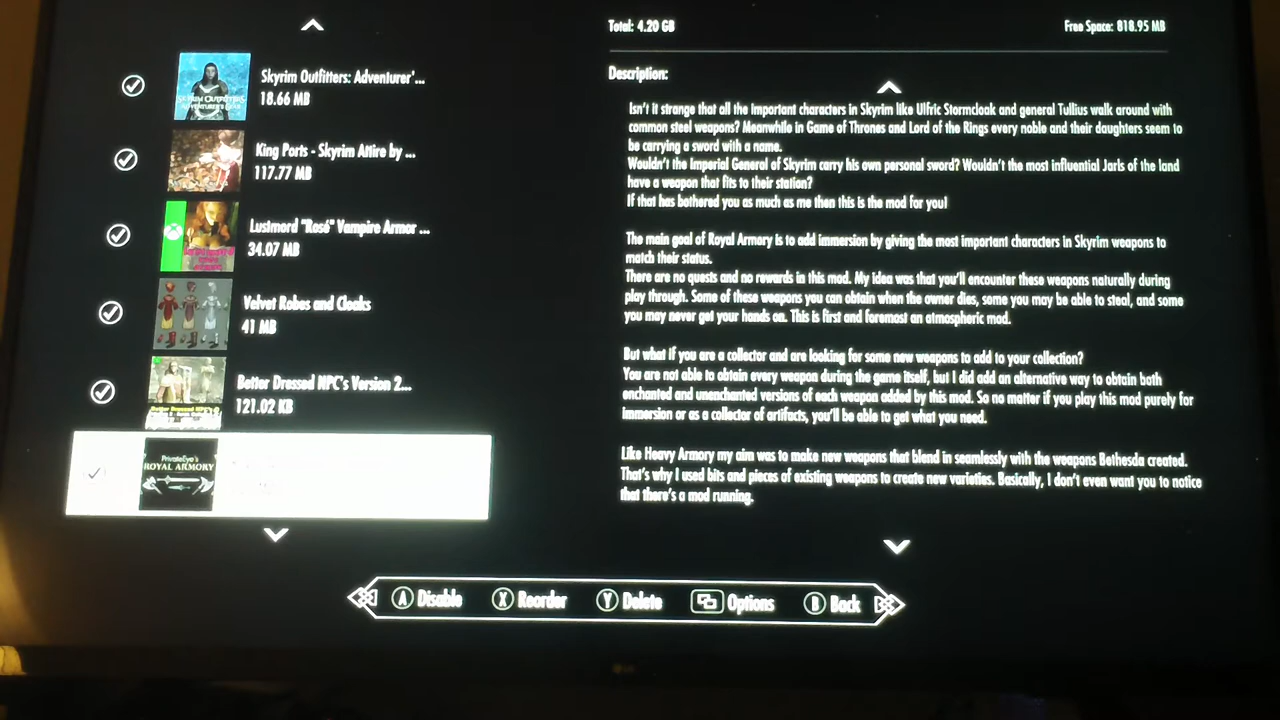 Total: 4.20 GB
Free Space: 818.95 MB
Skyrim Outfitters: Adventurer'...
18.66 MB
King Ports - Skyrim Attire by ...
117.77 MB
Lustmord "Rosé" Vampire Armor ...
34.07 MB
Velvet Robes and Cloaks
41 MB
Better Dressed NPC's Version 2...
121.02 KB
SKYRIM OUTFITTERS
ADVENTURER'S GEAR
PrivateEye's
ROYAL ARMORY
Description:
Isn't it strange that all the important characters in Skyrim like Ulfric Stormcloak and general Tullius walk around with
common steel weapons? Meanwhile in Game of Thrones and Lord of the Rings every noble and their daughters seem to
be carrying a sword with a name.
Wouldn't the Imperial General of Skyrim carry his own personal sword? Wouldn't the most influential Jarls of the land
have a weapon that fits to their station?
If that has bothered you as much as me then this is the mod for you!
The main goal of Royal Armory is to add immersion by giving the most important characters in Skyrim weapons to
match their status.
There are no quests and no rewards in this mod. My idea was that you'll encounter these weapons naturally during
play through. Some of these weapons you can obtain when the owner dies, some you may be able to steal, and some
you may never get your hands on. This is first and foremost an atmospheric mod.
But what if you are a collector and are looking for some new weapons to add to your collection?
You are not able to obtain every weapon during the game itself, but I did add an alternative way to obtain both
enchanted and unenchanted versions of each weapon added by this mod. So no matter if you play this mod purely for
immersion or as a collector of artifacts, you'll be able to get what you need.
Like Heavy Armory my aim was to make new weapons that blend in seamlessly with the weapons Bethesda created.
That's why I used bits and pieces of existing weapons to create new varieties. Basically, I don't even want you to notice
that there's a mod running.
A Disable
X Reorder
Y Delete
Options
B Back
LG